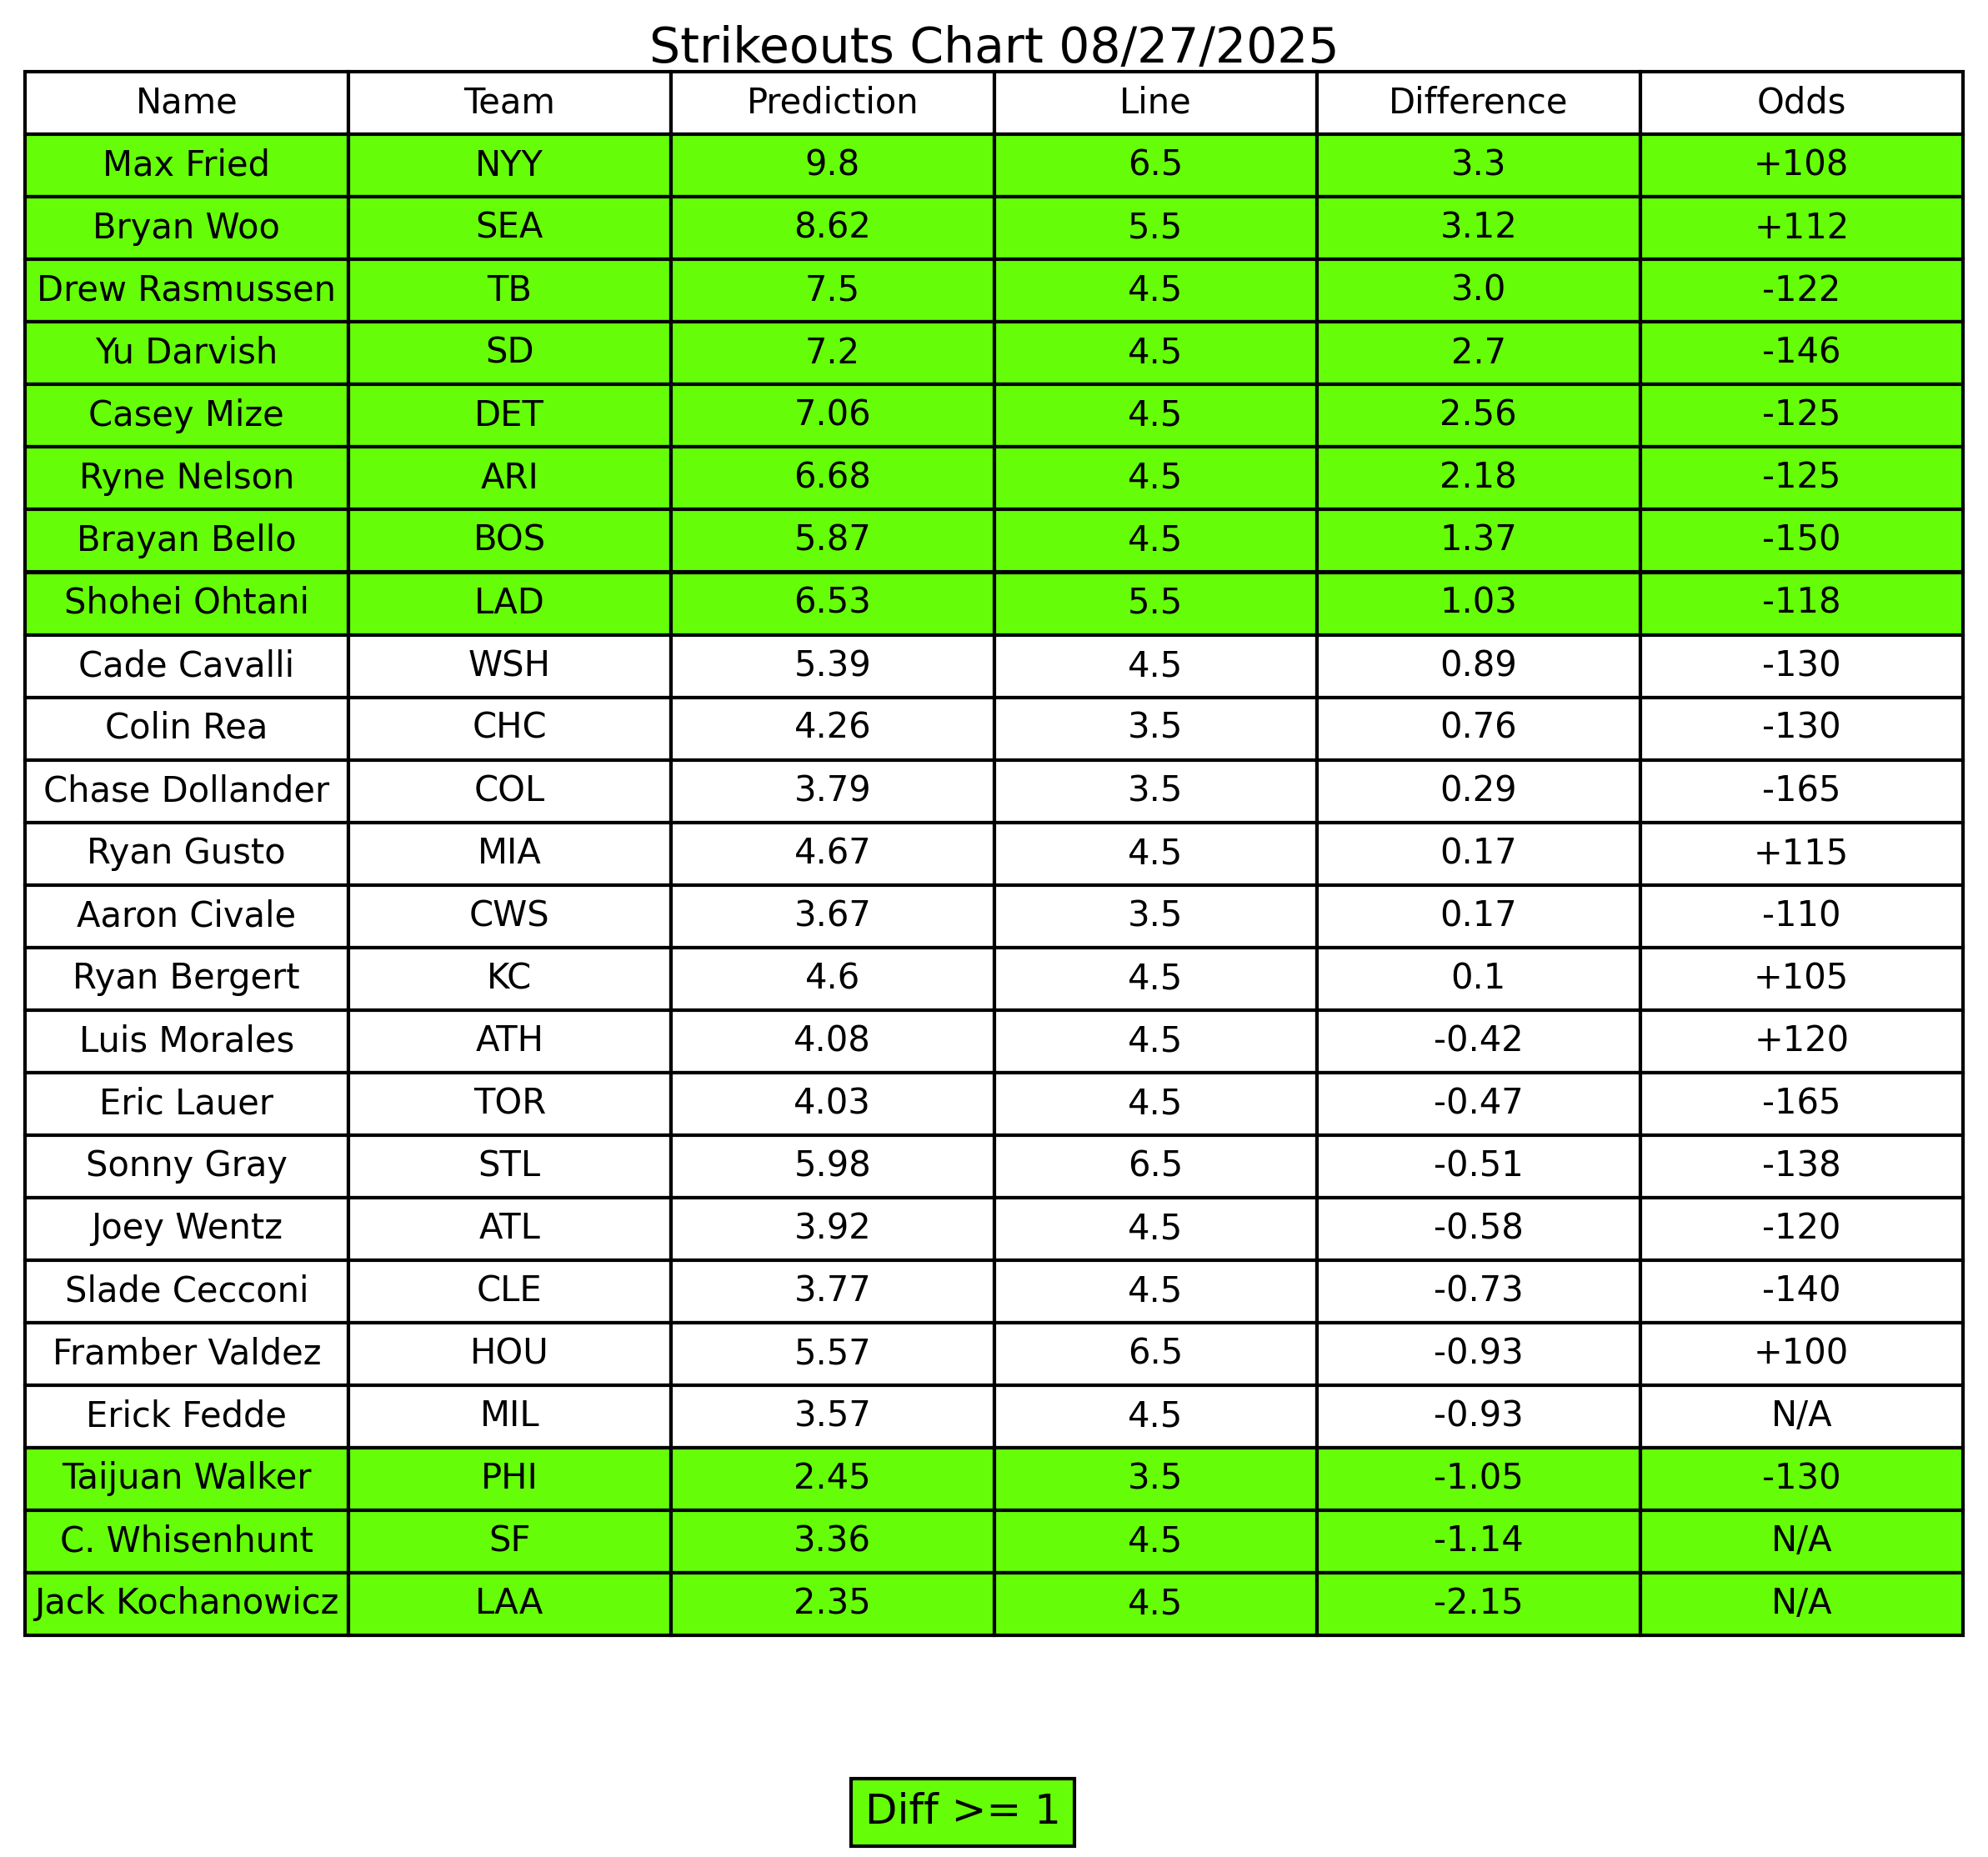 Strikeouts Chart 08/27/2025
Name Team Prediction Line Difference Odds
Max Fried NYY 9.8 6.5 3.3 +108
Bryan Woo SEA 8.62 5.5 3.12 +112
Drew Rasmussen TB 7.5 4.5 3.0 -122
Yu Darvish SD 7.2 4.5 2.7 -146
Casey Mize DET 7.06 4.5 2.56 -125
Ryne Nelson ARI 6.68 4.5 2.18 -125
Brayan Bello BOS 5.87 4.5 1.37 -150
Shohei Ohtani LAD 6.53 5.5 1.03 -118
Cade Cavalli WSH 5.39 4.5 0.89 -130
Colin Rea CHC 4.26 3.5 0.76 -130
Chase Dollander COL 3.79 3.5 0.29 -165
Ryan Gusto MIA 4.67 4.5 0.17 +115
Aaron Civale CWS 3.67 3.5 0.17 -110
Ryan Bergert KC 4.6 4.5 0.1 +105
Luis Morales ATH 4.08 4.5 -0.42 +120
Eric Lauer TOR 4.03 4.5 -0.47 -165
Sonny Gray STL 5.98 6.5 -0.51 -138
Joey Wentz ATL 3.92 4.5 -0.58 -120
Slade Cecconi CLE 3.77 4.5 -0.73 -140
Framber Valdez HOU 5.57 6.5 -0.93 +100
Erick Fedde MIL 3.57 4.5 -0.93 N/A
Taijuan Walker PHI 2.45 3.5 -1.05 -130
C. Whisenhunt SF 3.36 4.5 -1.14 N/A
Jack Kochanowicz LAA 2.35 4.5 -2.15 N/A
Diff >= 1